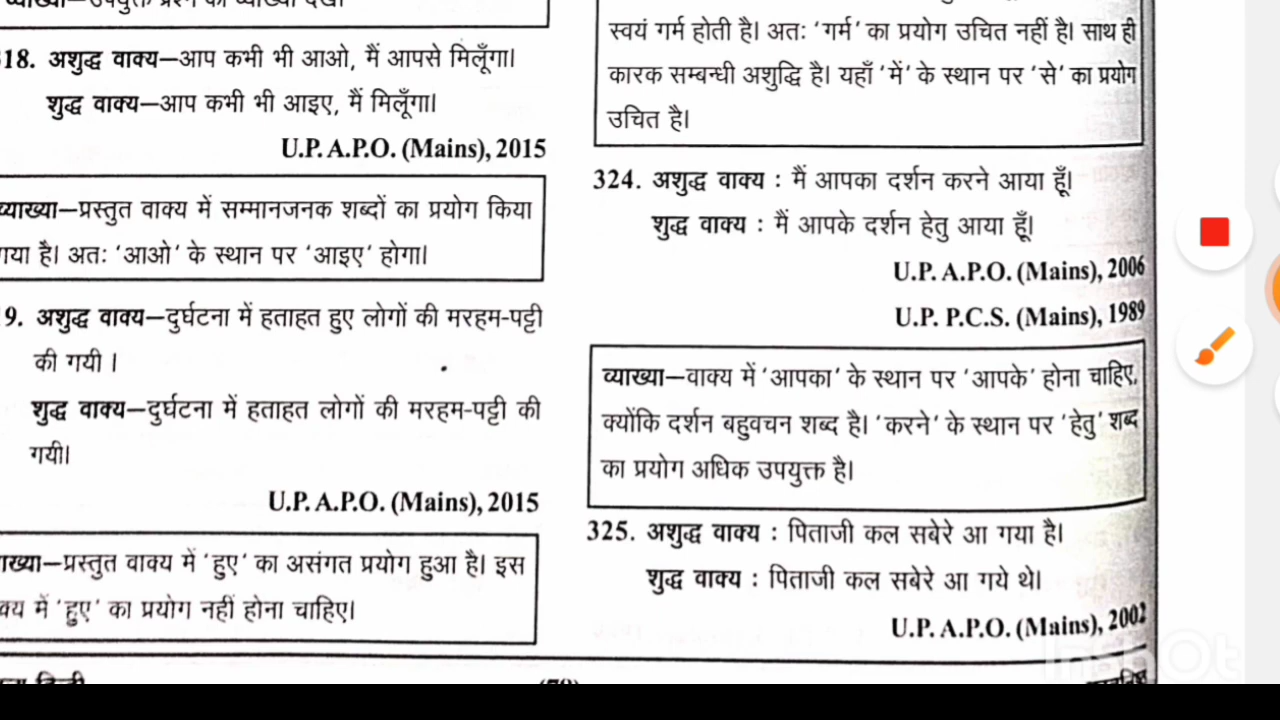 व्याख्या–उपर्युक्त प्रश्न की व्याख्या देखें।
318. अशुद्ध वाक्य–आप कभी भी आओ, मैं आपसे मिलूँगा।
शुद्ध वाक्य–आप कभी भी आइए, मैं मिलूँगा।
U.P. A.P.O. (Mains), 2015
व्याख्या–प्रस्तुत वाक्य में सम्मानजनक शब्दों का प्रयोग किया
गया है। अतः ‘आओ’ के स्थान पर ‘आइए’ होगा।
9. अशुद्ध वाक्य–दुर्घटना में हताहत हुए लोगों की मरहम-पट्टी
की गयी ।
शुद्ध वाक्य–दुर्घटना में हताहत लोगों की मरहम-पट्टी की
गयी।
U.P. A.P.O. (Mains), 2015
ाख्या–प्रस्तुत वाक्य में ‘हुए’ का असंगत प्रयोग हुआ है। इस
क्य में ‘हुए’ का प्रयोग नहीं होना चाहिए।
स्वयं गर्म होती है। अतः ‘गर्म’ का प्रयोग उचित नहीं है। साथ ही
कारक सम्बन्धी अशुद्धि है। यहाँ ‘में’ के स्थान पर ‘से’ का प्रयोग
उचित है।
324. अशुद्ध वाक्य : मैं आपका दर्शन करने आया हूँ।
शुद्ध वाक्य : मैं आपके दर्शन हेतु आया हूँ।
U.P. A.P.O. (Mains), 2006
U.P. P.C.S. (Mains), 1989
व्याख्या–वाक्य में ‘आपका’ के स्थान पर ‘आपके’ होना चाहिए,
क्योंकि दर्शन बहुवचन शब्द है। ‘करने’ के स्थान पर ‘हेतु’ शब्द
का प्रयोग अधिक उपयुक्त है।
325. अशुद्ध वाक्य : पिताजी कल सबेरे आ गया है।
शुद्ध वाक्य : पिताजी कल सबेरे आ गये थे।
U.P. A.P.O. (Mains), 2002
InShOt